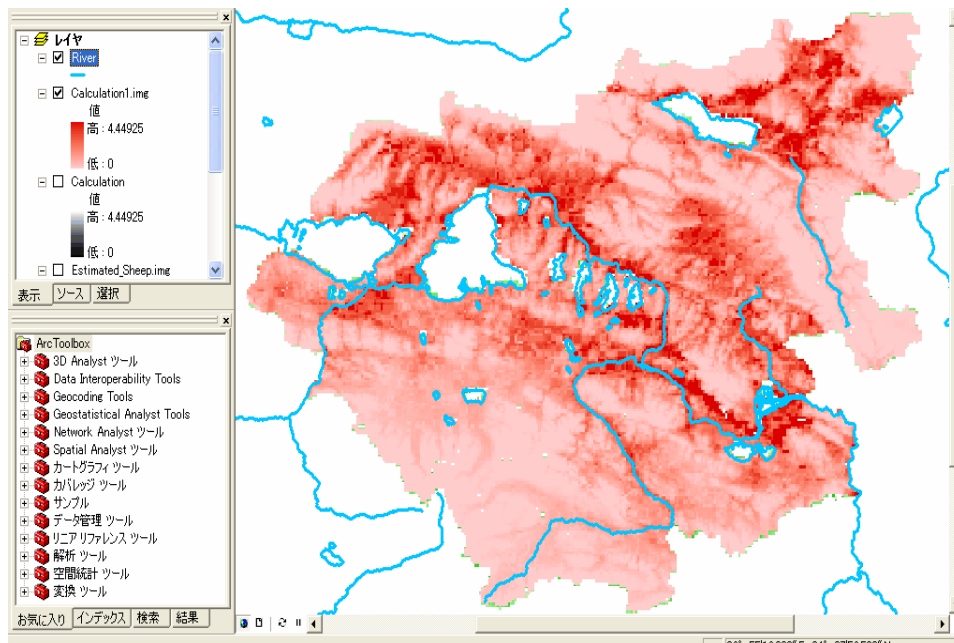 レイヤ
River
Calculation1.img
値
高 : 4.44925
低 : 0
Calculation
値
高 : 4.44925
低 : 0
Estimated_Sheep.img
表示 ソース 選択
ArcToolbox
3D Analyst ツール
Data Interoperability Tools
Geocoding Tools
Geostatistical Analyst Tools
Network Analyst ツール
Spatial Analyst ツール
カートグラフィ ツール
カバレッジ ツール
サンプル
データ管理 ツール
リニア リファレンス ツール
解析 ツール
空間統計 ツール
変換 ツール
お気に入り インデックス 検索 結果